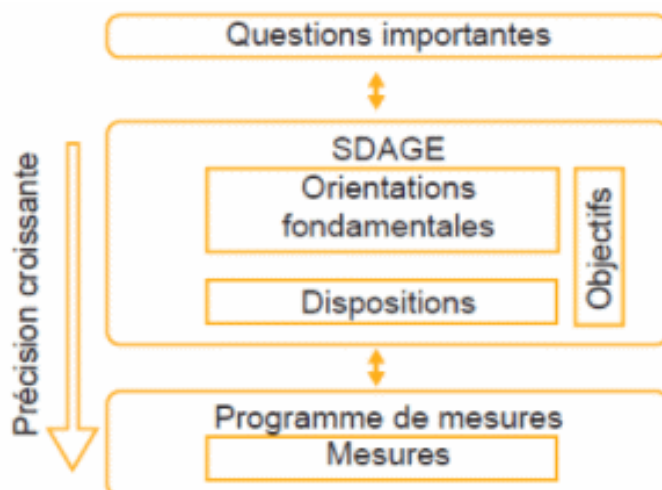 Questions importantes
SDAGE
Orientations
fondamentales
Dispositions
Objectifs
Précision croissante
Programme de mesures
Mesures